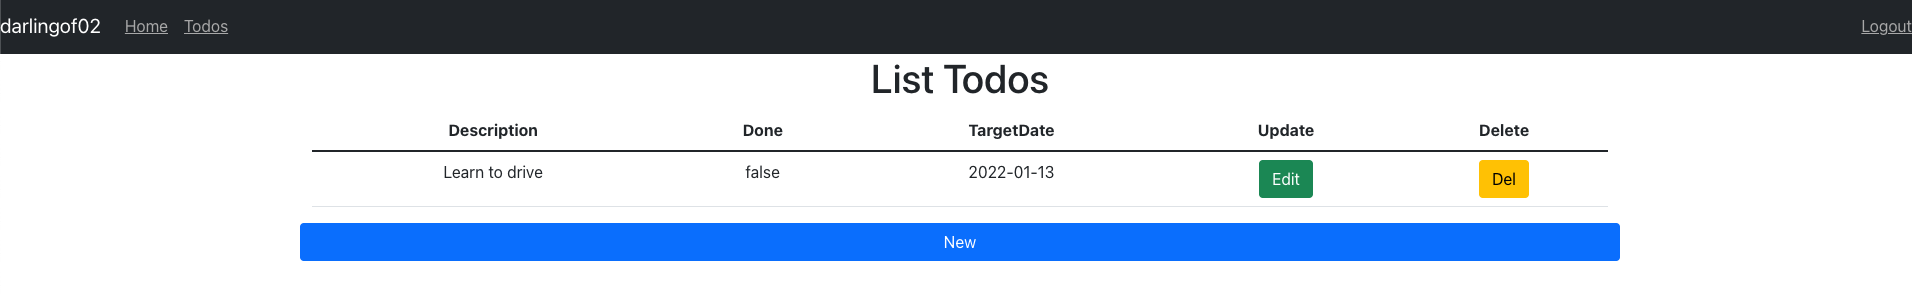 darlingof02 Home Todos Logout
List Todos
Description Done TargetDate Update Delete
Learn to drive false 2022-01-13 Edit Del
New